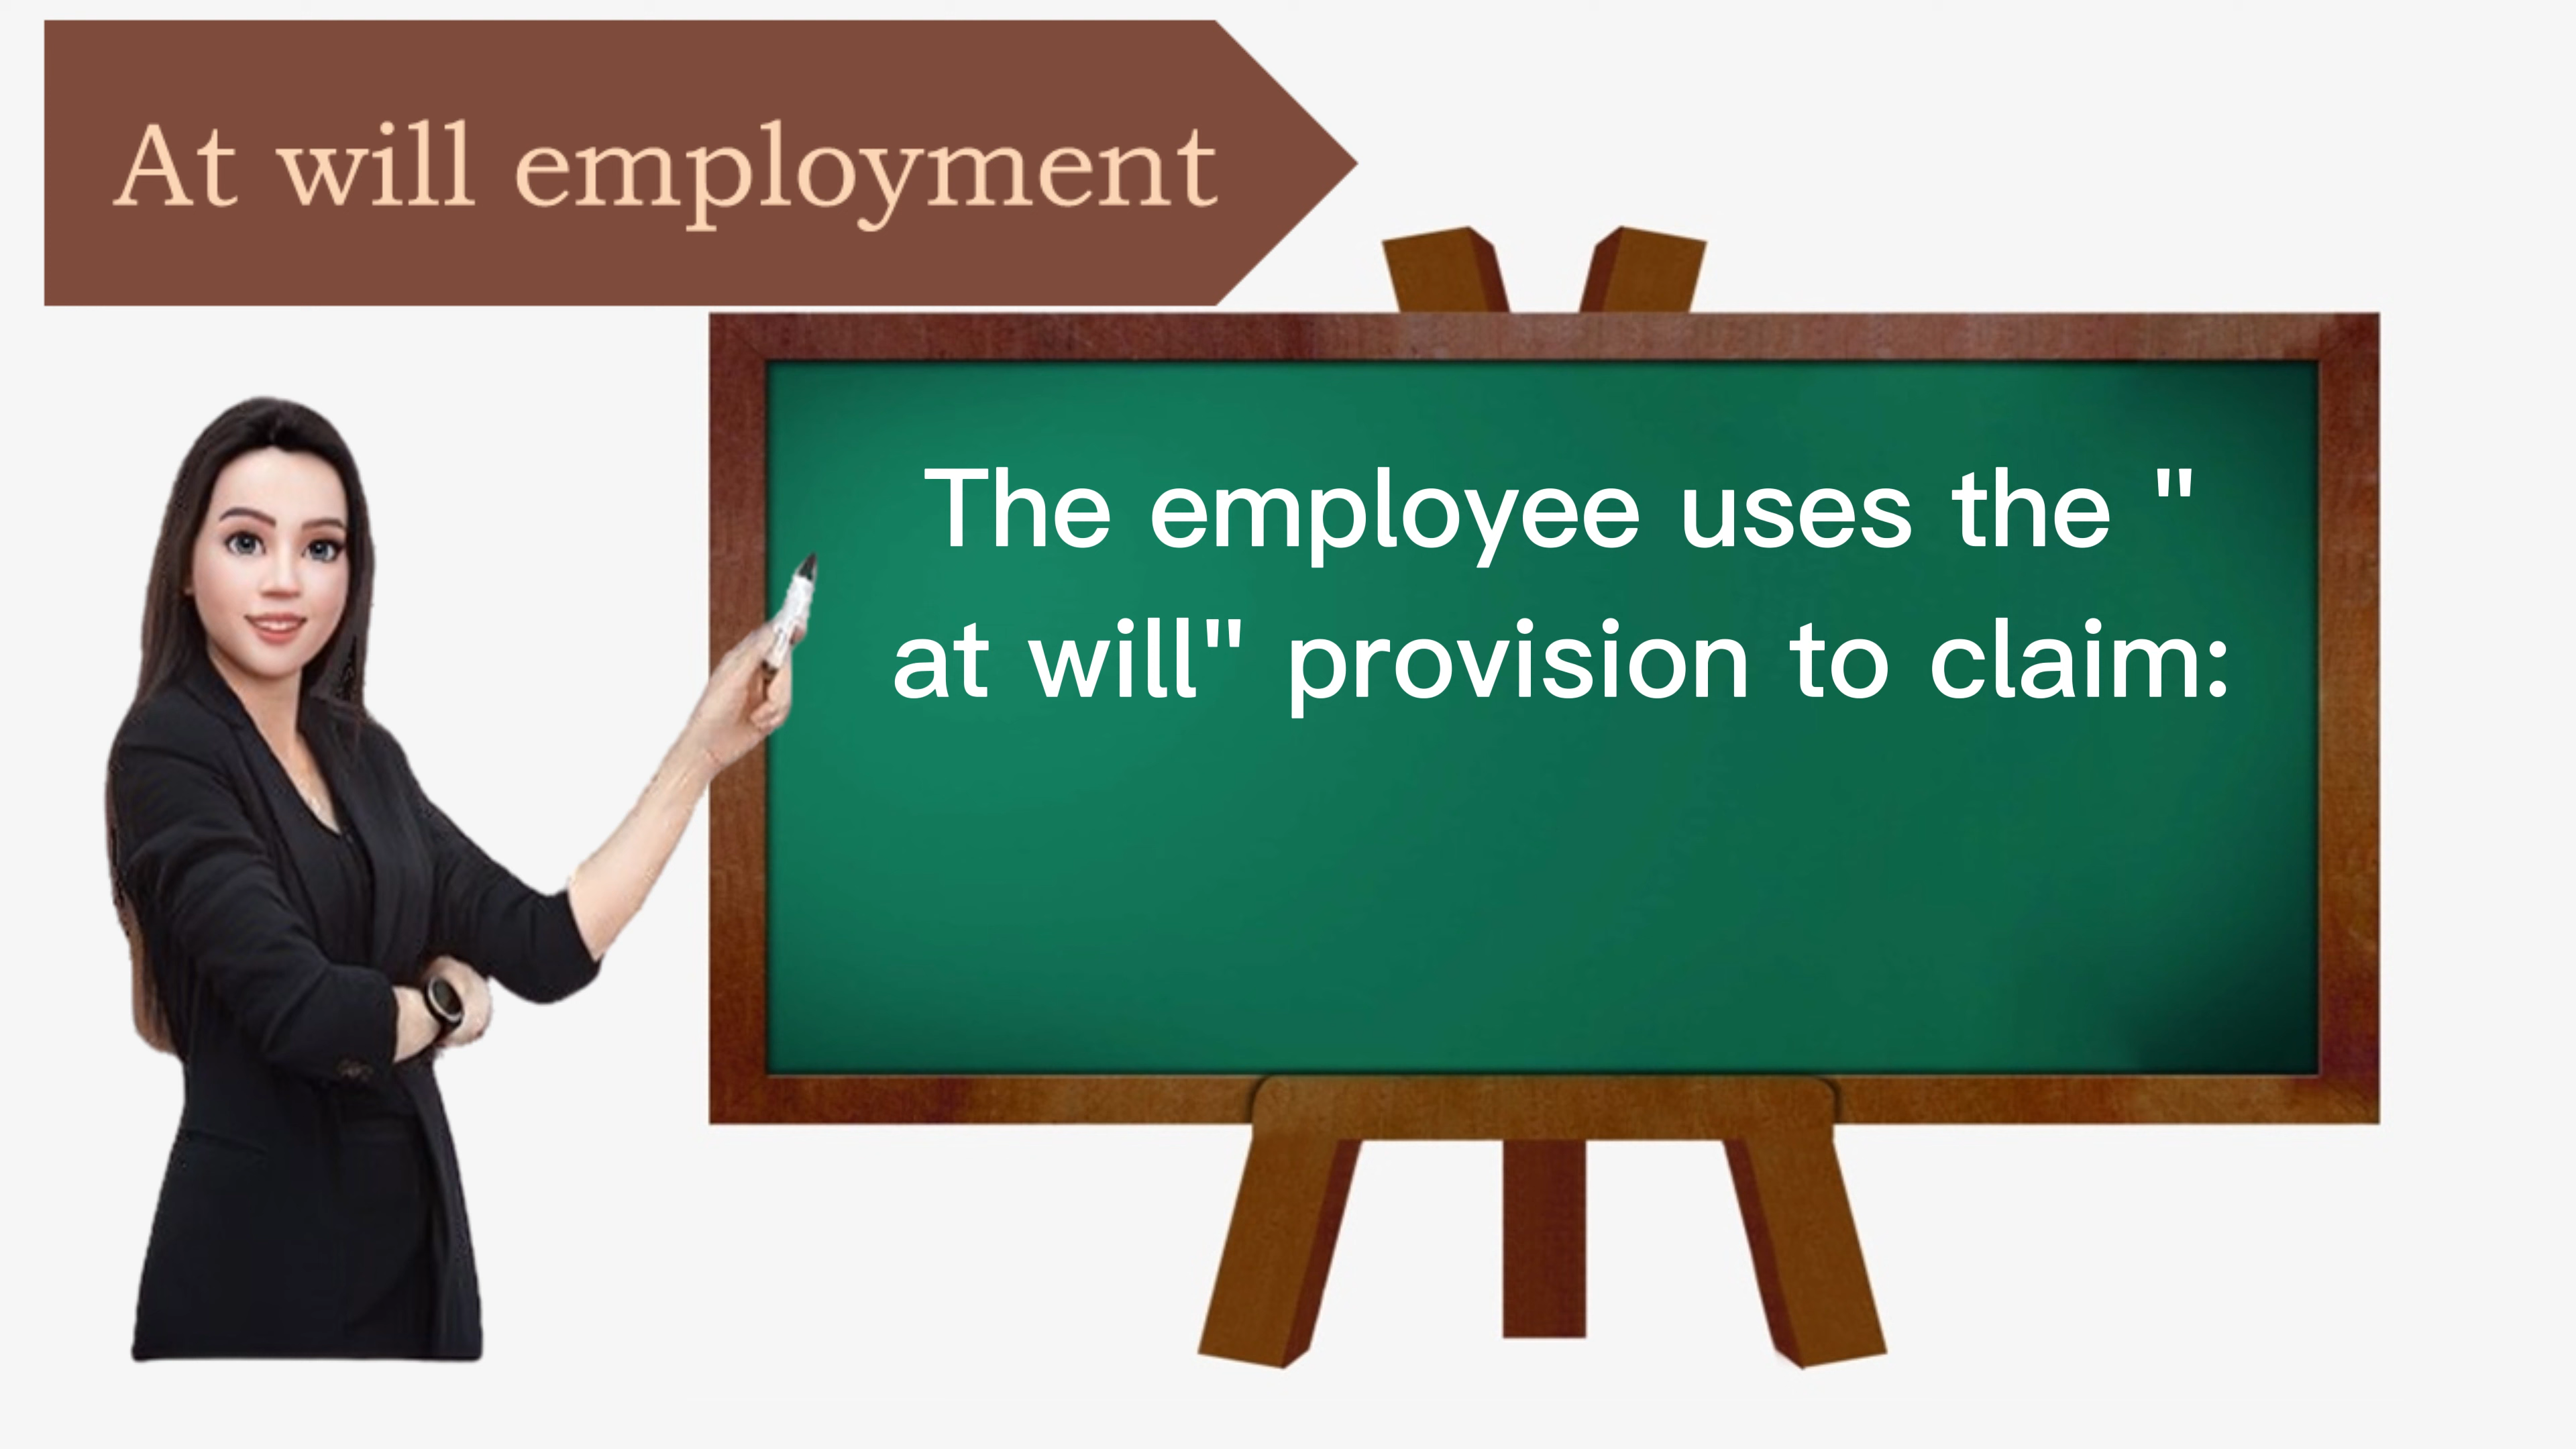 At will employment
The employee uses the "
at will" provision to claim: